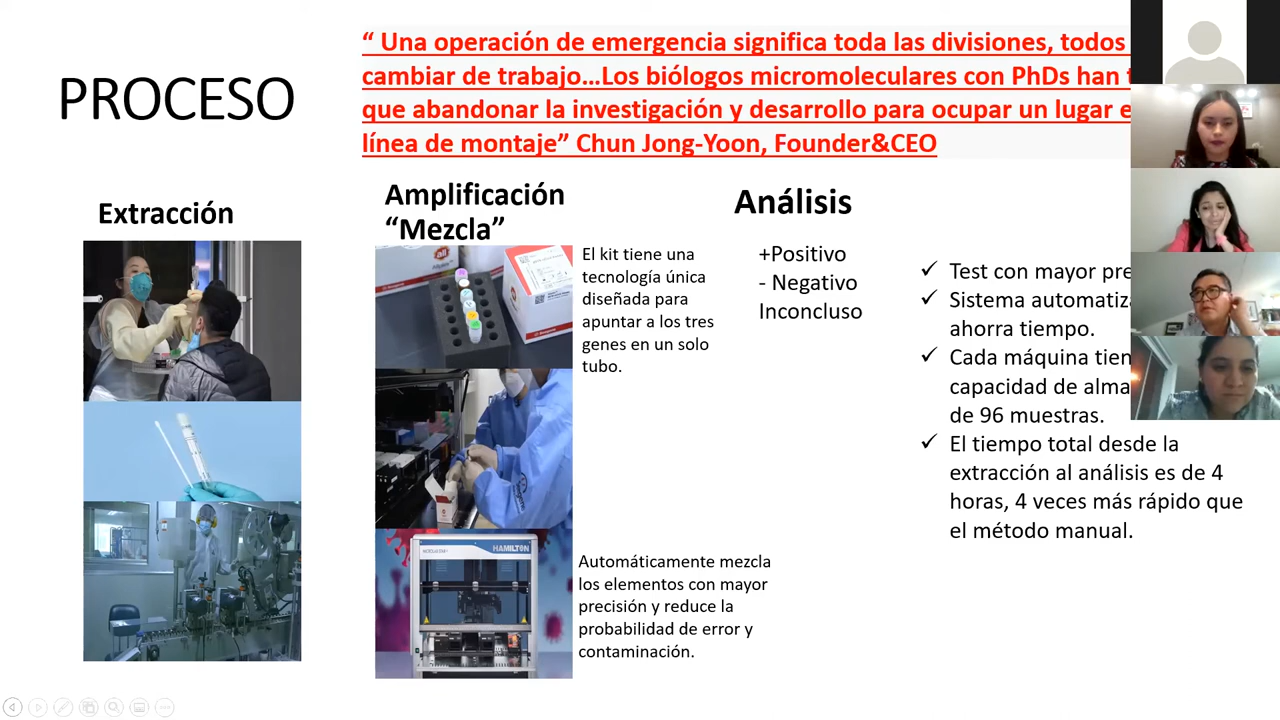 “ Una operación de emergencia significa toda las divisiones, todos
cambiar de trabajo…Los biólogos micromoleculares con PhDs han
que abandonar la investigación y desarrollo para ocupar un lugar
línea de montaje” Chun Jong-Yoon, Founder&CEO
PROCESO
Extracción
Amplificación
“Mezcla”
El kit tiene una
tecnología única
diseñada para
apuntar a los tres
genes en un solo
tubo.
HAMILTON
Automáticamente mezcla
los elementos con mayor
precisión y reduce la
probabilidad de error y
contaminación.
Análisis
+Positivo
- Negativo
Inconcluso
✓ Test con mayor
✓ Sistema
ahorra tiempo.
✓ Cada máquina
capacidad de
de 96 muestras.
✓ El tiempo total desde la
extracción al análisis es de 4
horas, 4 veces más rápido que
el método manual.